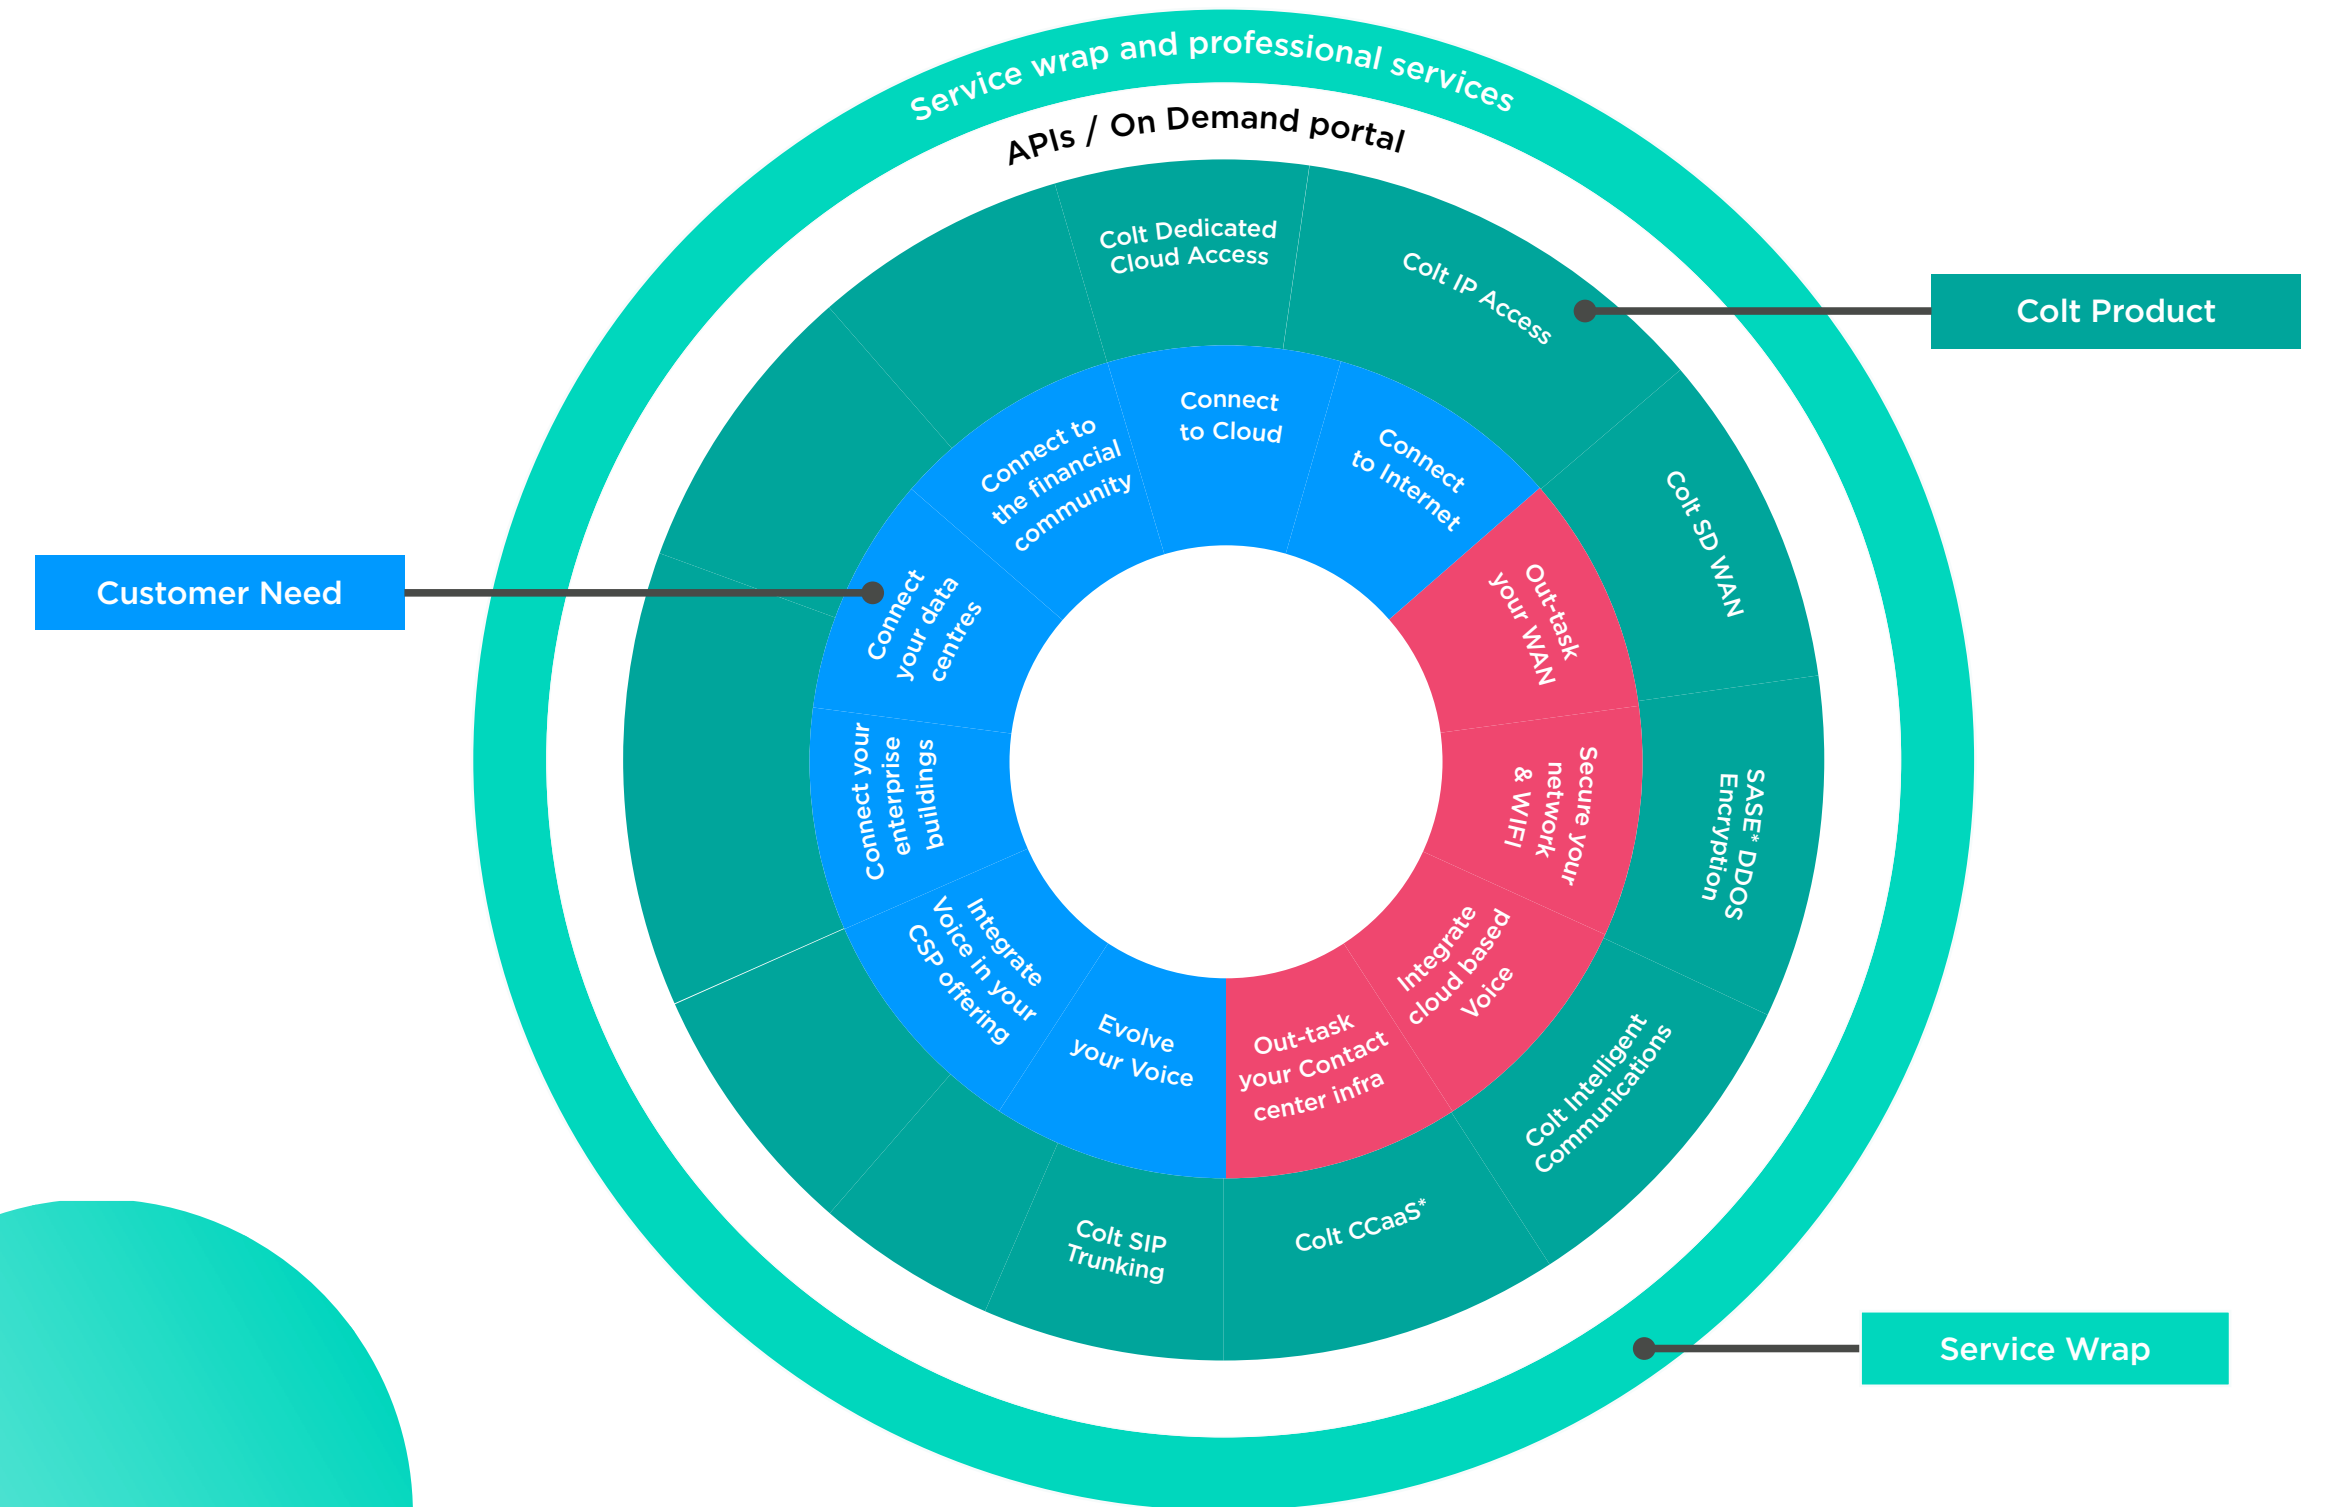 Service wrap and professional services
APIs / On Demand portal
Colt Dedicated
Cloud Access
Colt IP Access
Colt SD WAN
SASE* DDOS
Encryption
Colt Intelligent
Communications
Colt CCaaS*
Colt SIP
Trunking
Connect
to Cloud
Connect
to Internet
Out-task
your WAN
Secure your
network
& WIFI
Integrate
cloud based
Voice
Out-task
your Contact
center infra
Evolve
your Voice
Integrate
Voice in your
CSP offering
Connect your
enterprise
buildings
Connect
your data
centres
Connect to
the financial
community
Colt Product
Customer Need
Service Wrap